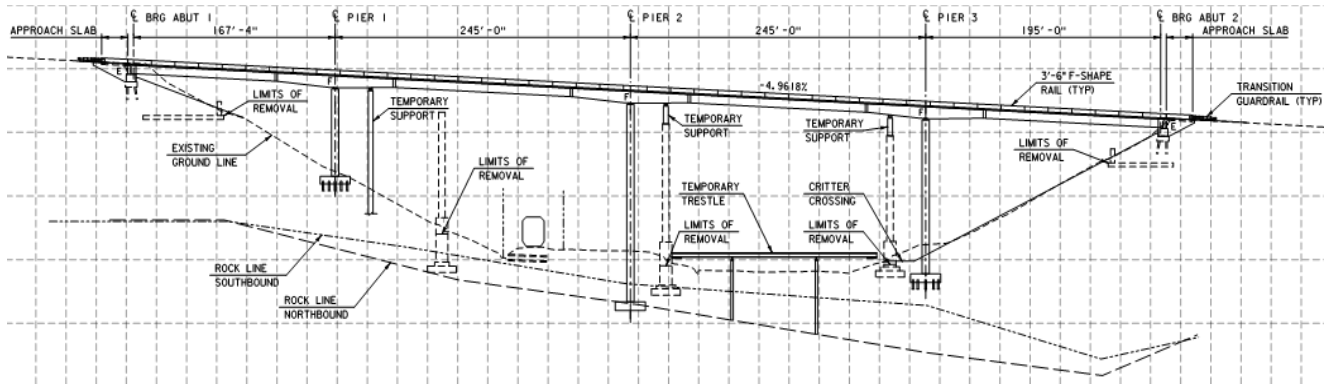 ℄ BRG ABUT 1
℄ PIER 1
℄ PIER 2
℄ PIER 3
℄ BRG ABUT 2
APPROACH SLAB
167'-4"
245'-0"
245'-0"
195'-0"
APPROACH SLAB
E
F
-4.9618%
3'-6" F-SHAPE
RAIL (TYP)
TRANSITION
GUARDRAIL (TYP)
LIMITS OF
REMOVAL
TEMPORARY
SUPPORT
F
TEMPORARY
SUPPORT
TEMPORARY
SUPPORT
F
E
EXISTING
GROUND LINE
LIMITS OF
REMOVAL
LIMITS OF
REMOVAL
TEMPORARY
TRESTLE
CRITTER
CROSSING
LIMITS OF
REMOVAL
LIMITS OF
REMOVAL
ROCK LINE
SOUTHBOUND
ROCK LINE
NORTHBOUND